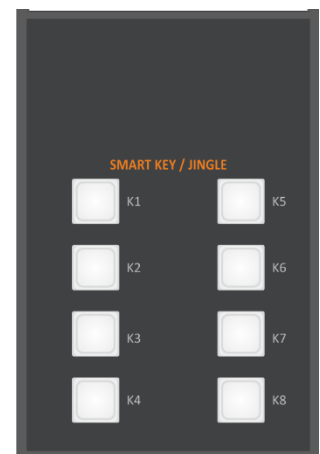 SMART KEY / JINGLE
K1 K5
K2 K6
K3 K7
K4 K8